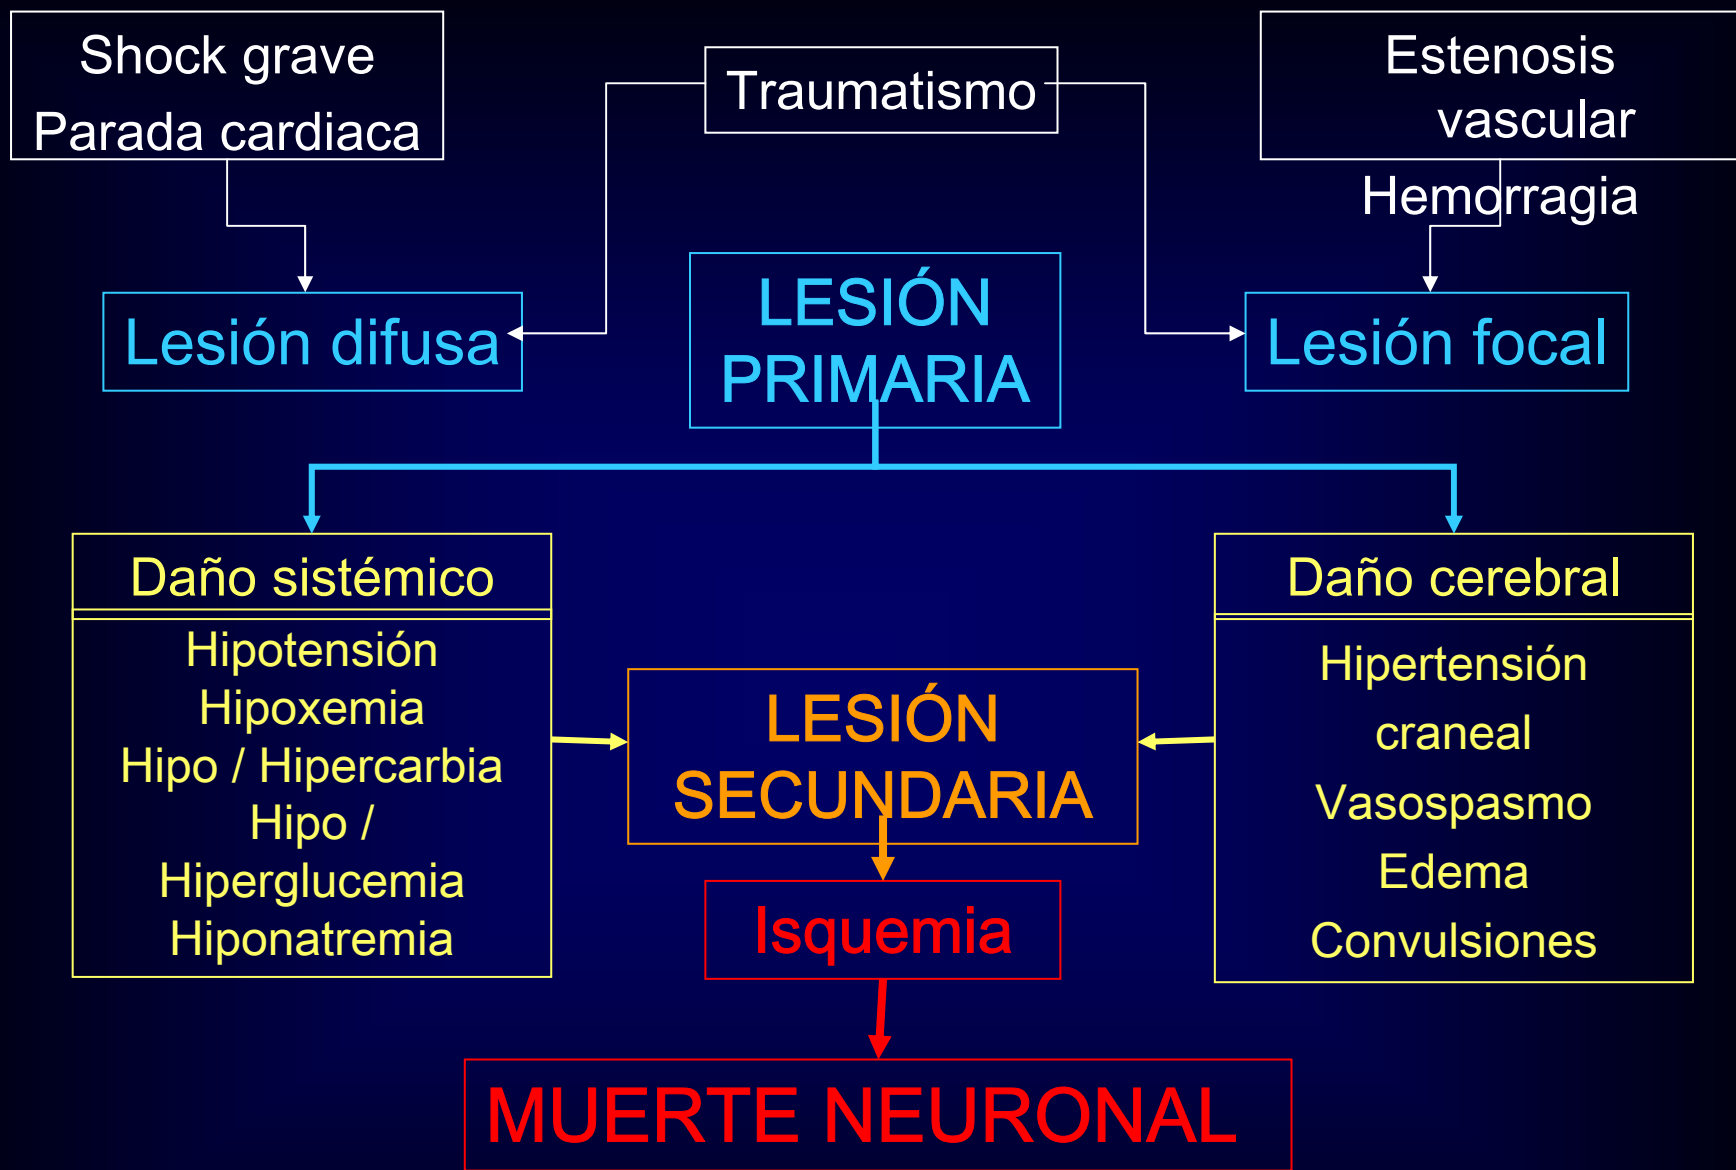 Shock grave
Parada cardiaca
Traumatismo
Estenosis
vascular
Hemorragia
Lesión difusa
LESIÓN
PRIMARIA
Lesión focal
Daño sistémico
Hipotensión
Hipoxemia
Hipo / Hipercarbia
Hipo /
Hiperglucemia
Hiponatremia
LESIÓN
SECUNDARIA
Daño cerebral
Hipertensión
craneal
Vasospasmo
Edema
Convulsiones
Isquemia
MUERTE NEURONAL